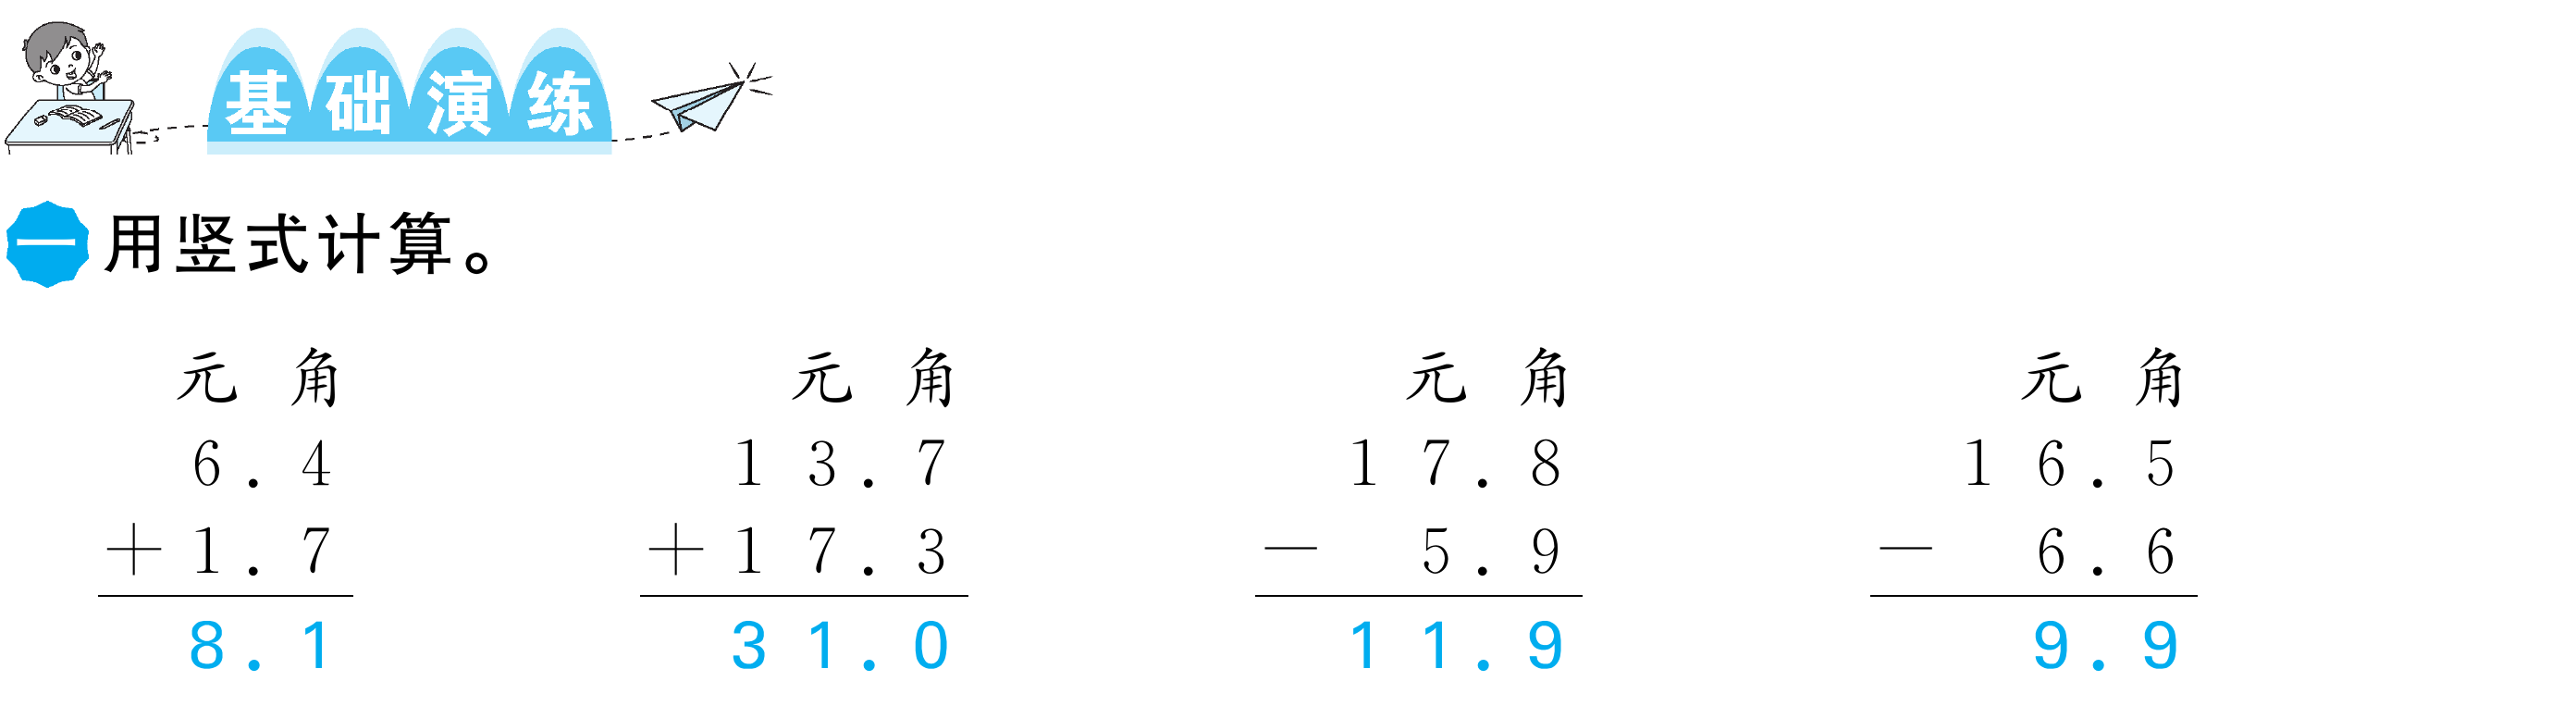 基础演练
一 用竖式计算。
元 角 元 角 元 角 元 角
6.4 13.7 17.8 16.5
+1.7 +17.3 - 5.9 - 6.6
8.1 31.0 11.9 9.9